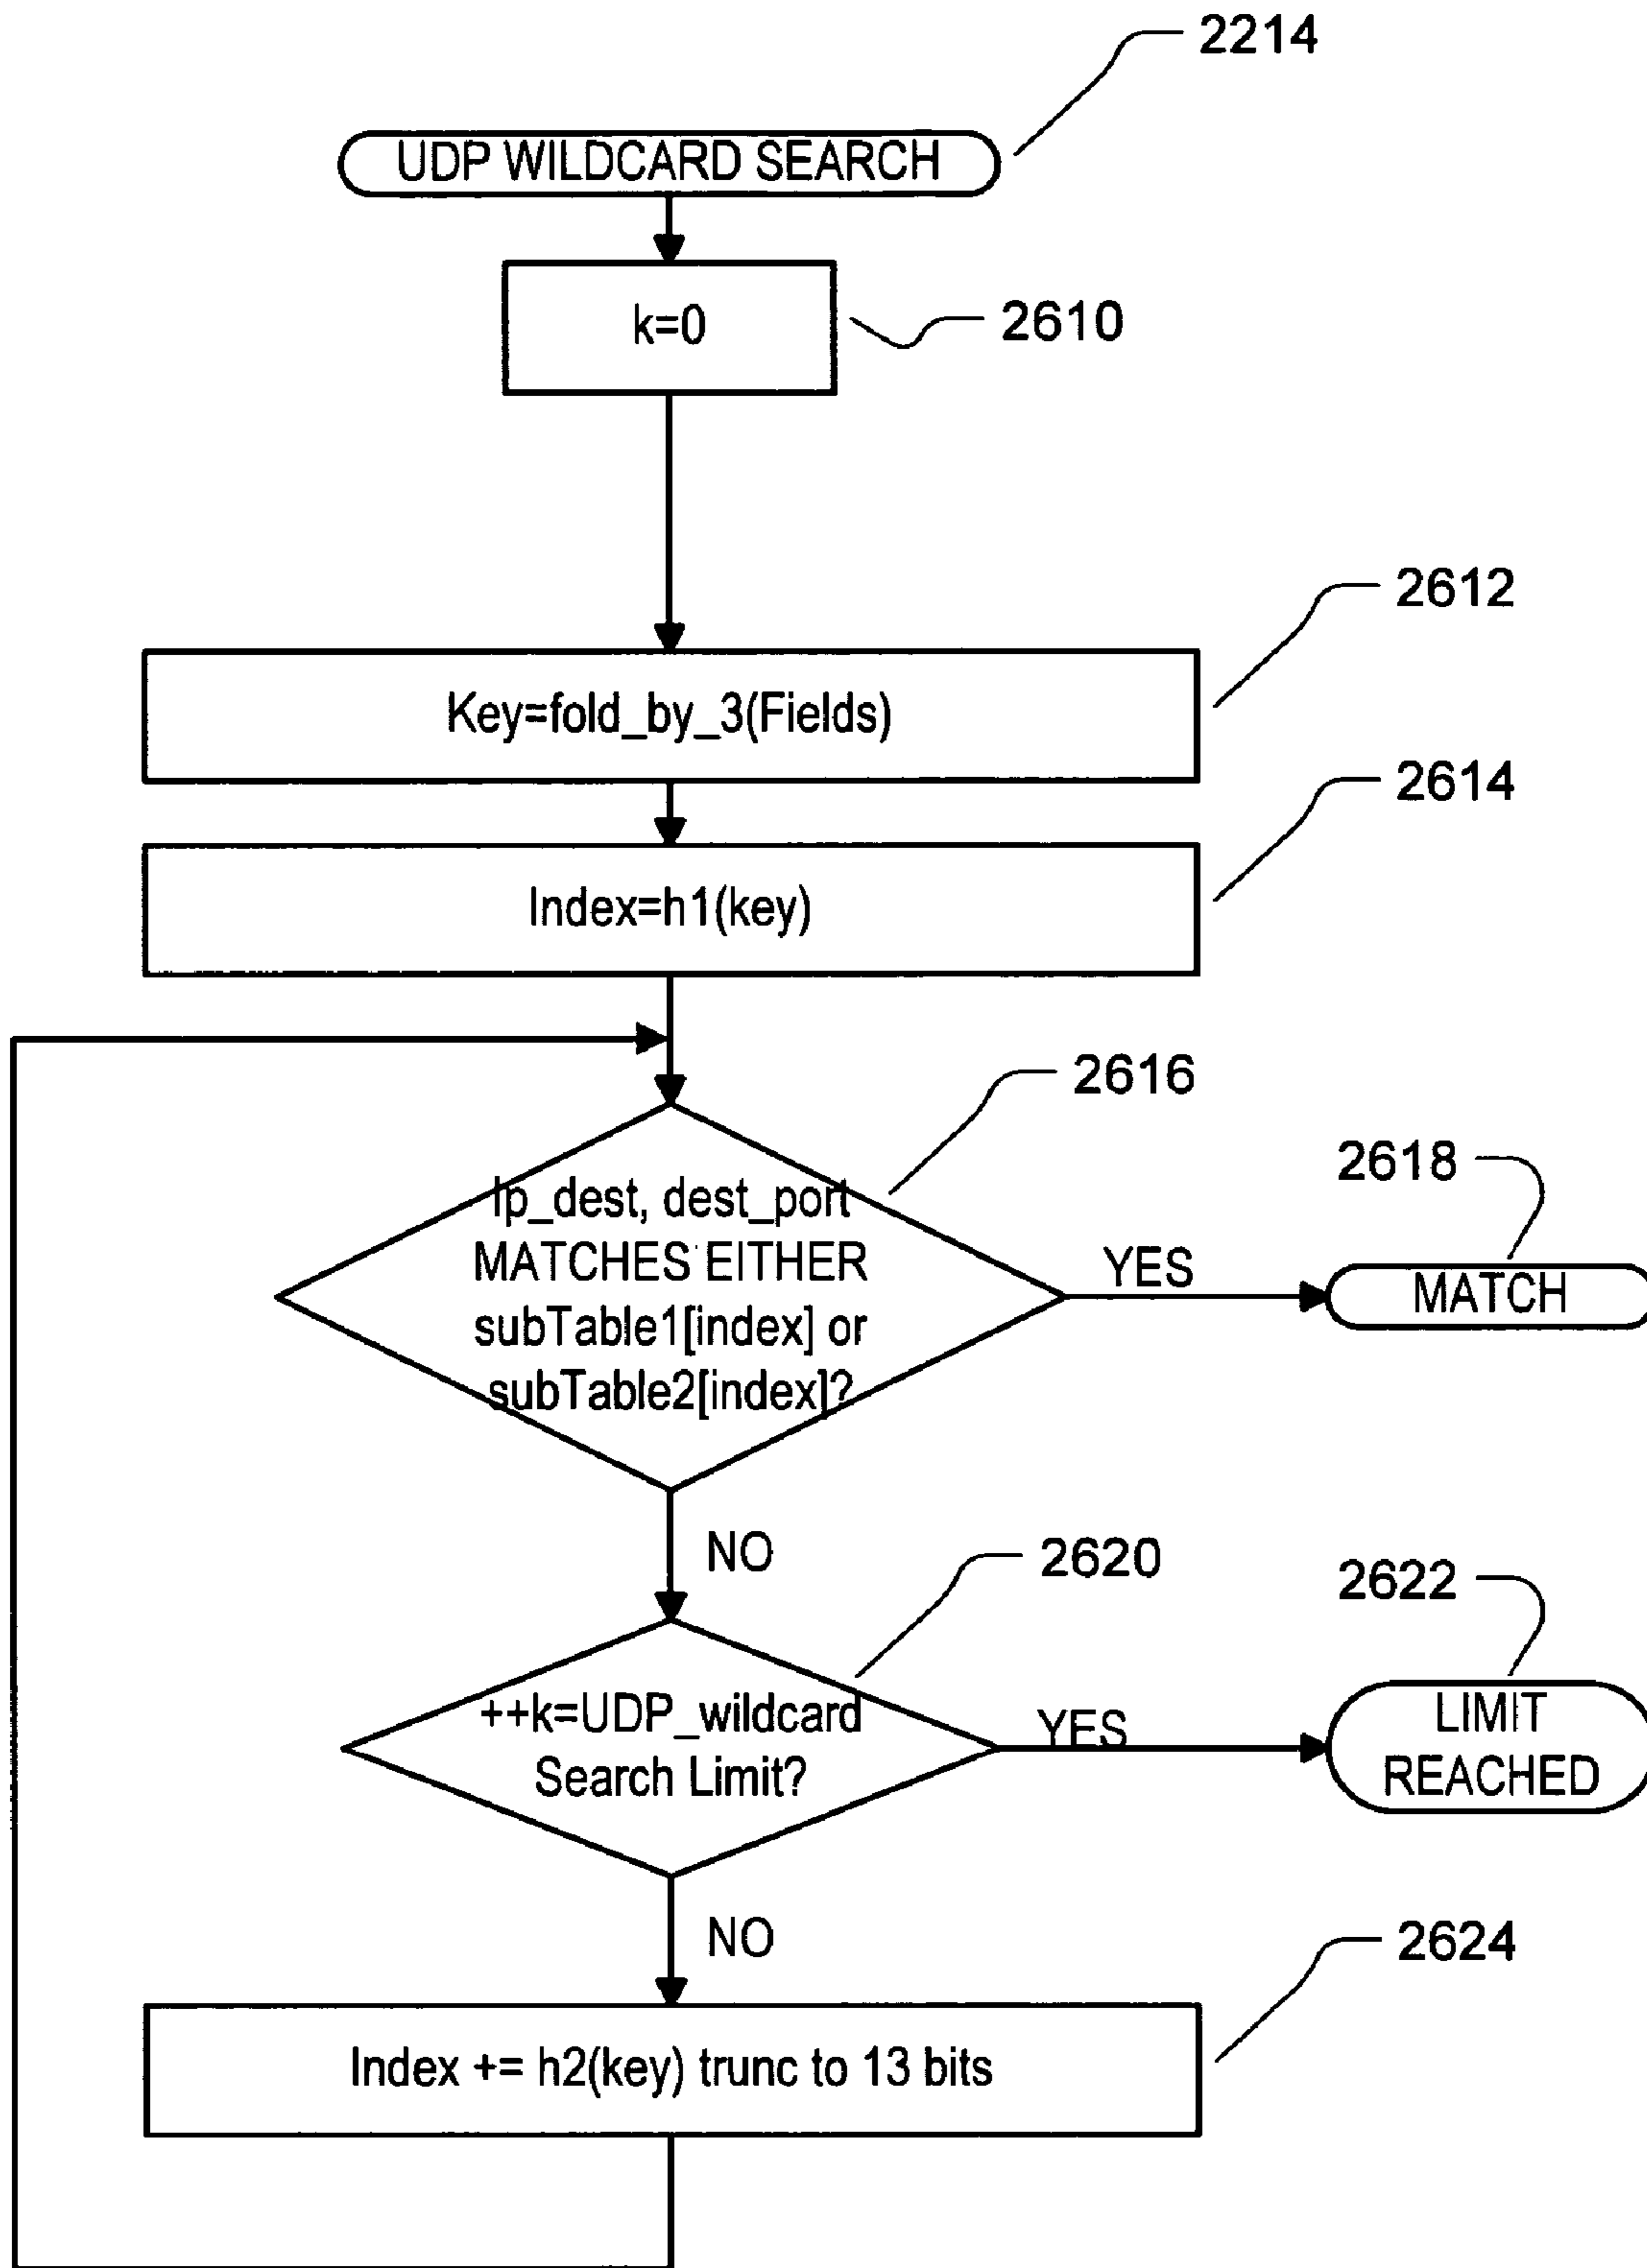 2214
UDP WILDCARD SEARCH
k=0
2610
2612
Key=fold_by_3(Fields)
2614
Index=h1(key)
2616
Ip_dest, dest_port
MATCHES EITHER
subTable1[index] or
subTable2[index]?
YES
2618
MATCH
NO
2620
++k=UDP_wildcard
Search Limit?
YES
2622
LIMIT
REACHED
NO
2624
Index += h2(key) trunc to 13 bits